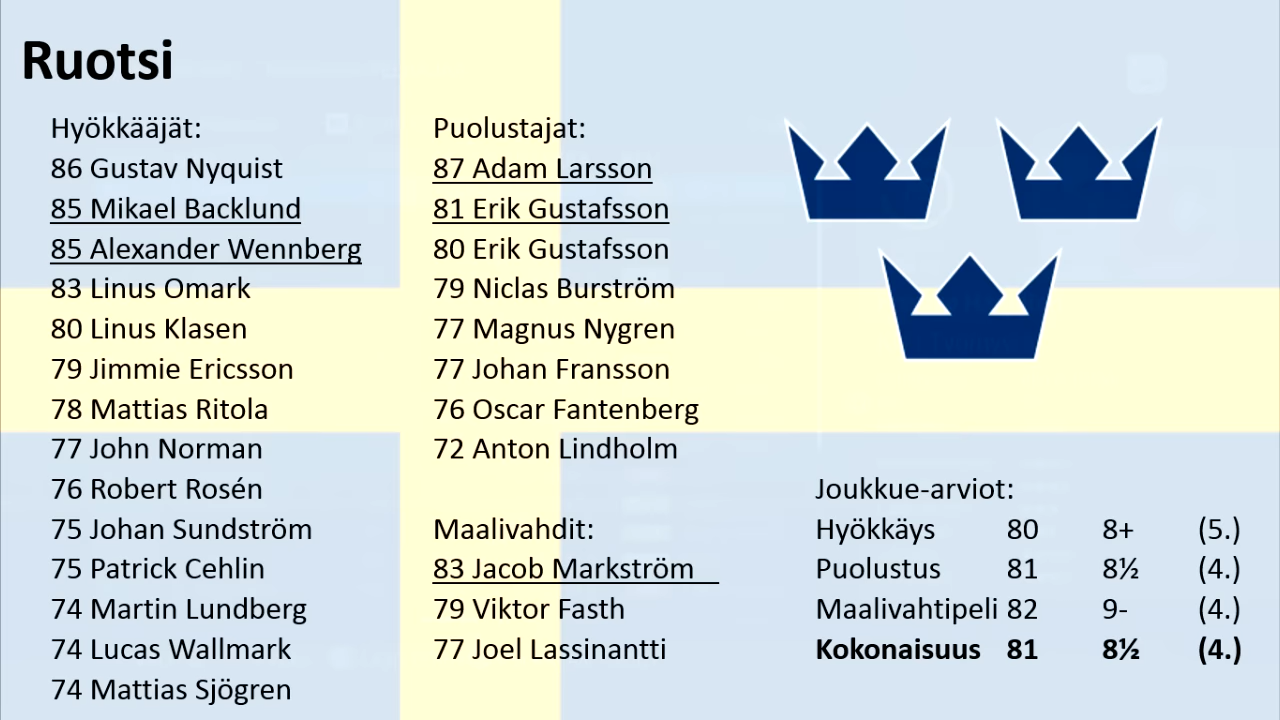 Ruotsi
Hyökkääjät:
86 Gustav Nyquist
85 Mikael Backlund
85 Alexander Wennberg
83 Linus Omark
80 Linus Klasen
79 Jimmie Ericsson
78 Mattias Ritola
77 John Norman
76 Robert Rosén
75 Johan Sundström
75 Patrick Cehlin
74 Martin Lundberg
74 Lucas Wallmark
74 Mattias Sjögren
Puolustajat:
87 Adam Larsson
81 Erik Gustafsson
80 Erik Gustafsson
79 Niclas Burström
77 Magnus Nygren
77 Johan Fransson
76 Oscar Fantenberg
72 Anton Lindholm
Maalivahdit:
83 Jacob Markström
79 Viktor Fasth
77 Joel Lassinantti
Joukkue-arviot:
Hyökkäys 80 8+ (5.)
Puolustus 81 8½ (4.)
Maalivahtipeli 82 9- (4.)
Kokonaisuus 81 8½ (4.)